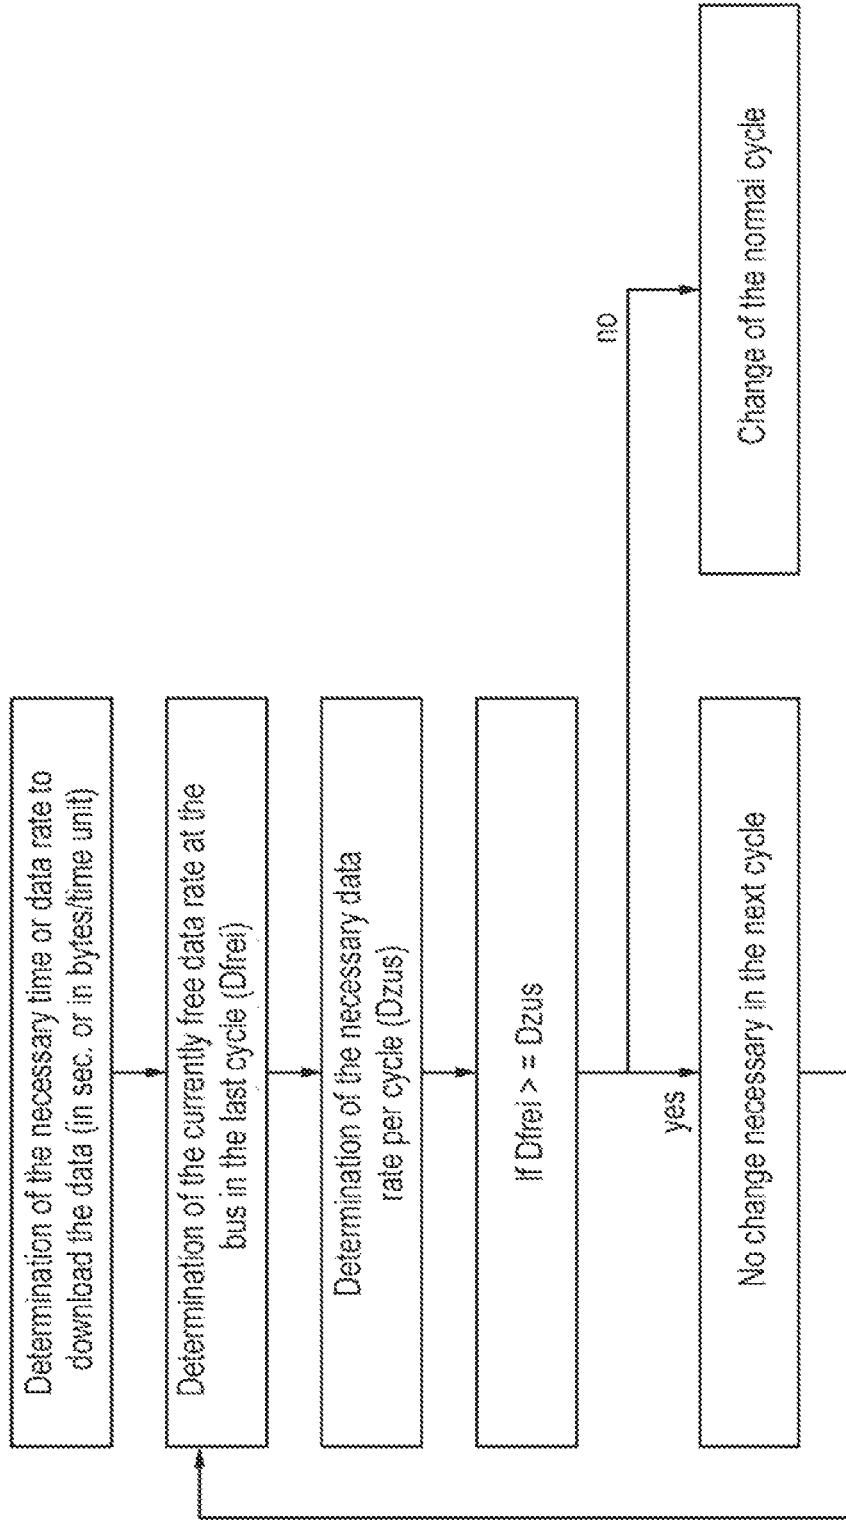 Determination of the necessary time or data rate to
download the data (in sec. or in bytes/time unit)
Determination of the currently free data rate at the
bus in the last cycle (Dfrei)
Determination of the necessary data
rate per cycle (Dzus)
If Dfrei > = Dzus
yes
no
No change necessary in the next cycle
Change of the normal cycle